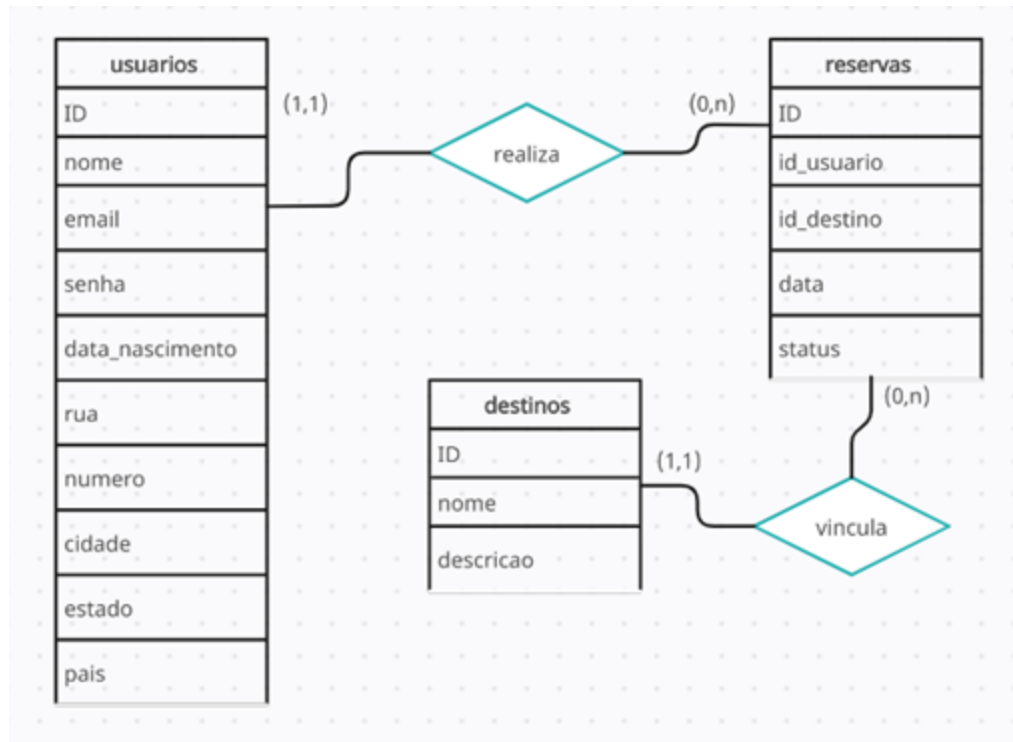 usuarios
ID
nome
email
senha
data_nascimento
rua
numero
cidade
estado
pais
(1,1)
realiza
(0,n)
reservas
ID
id_usuario
id_destino
data
status
(0,n)
vincula
(1,1)
destinos
ID
nome
descricao